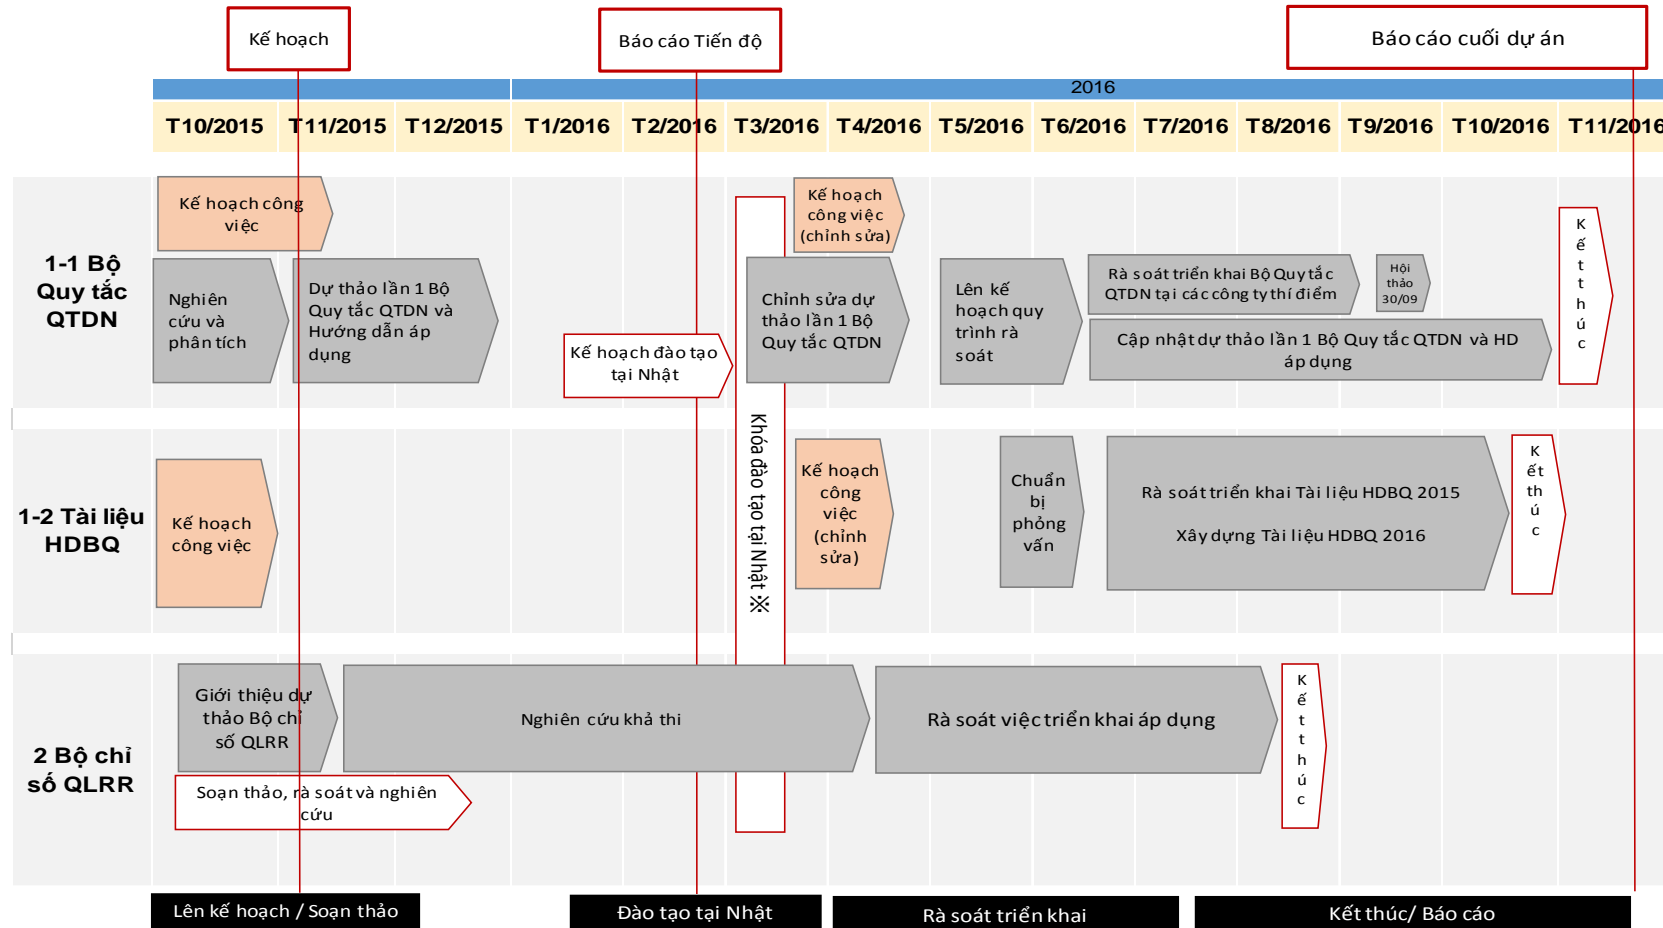 Kế hoạch
Báo cáo Tiến độ
Báo cáo cuối dự án
2016
T10/2015
T11/2015
T12/2015
T1/2016
T2/2016
T3/2016
T4/2016
T5/2016
T6/2016
T7/2016
T8/2016
T9/2016
T10/2016
T11/2016
1-1 Bộ
Quy tắc
QTDN
Kế hoạch công
việc
Nghiên
cứu và
phân tích
Dự thảo lần 1 Bộ
Quy tắc QTDN và
Hướng dẫn áp
dụng
Kế hoạch đào tạo
tại Nhật
Khóa đào tạo tại Nhật ※
Kế hoạch
công việc
(chỉnh sửa)
Chỉnh sửa dự
thảo lần 1 Bộ
Quy tắc QTDN
Lên kế
hoạch quy
trình rà
soát
Rà soát triển khai Bộ Quy tắc
QTDN tại các công ty thí điểm
Hội
thảo
30/09
Cập nhật dự thảo lần 1 Bộ Quy tắc QTDN và HD
áp dụng
K
ế
t
t
h
ú
c
1-2 Tài liệu
HDBQ
Kế hoạch
công việc
Kế hoạch
công
việc
(chỉnh
sửa)
Chuẩn
bị
phỏng
vấn
Rà soát triển khai Tài liệu HDBQ 2015
Xây dựng Tài liệu HDBQ 2016
K
ết
th
ú
c
2 Bộ chỉ
số QLRR
Giới thiệu dự
thảo Bộ chỉ
số QLRR
Nghiên cứu khả thi
Rà soát việc triển khai áp dụng
K
ế
t
t
h
ú
c
Soạn thảo, rà soát và nghiên
cứu
Lên kế hoạch / Soạn thảo
Đào tạo tại Nhật
Rà soát triển khai
Kết thúc/ Báo cáo